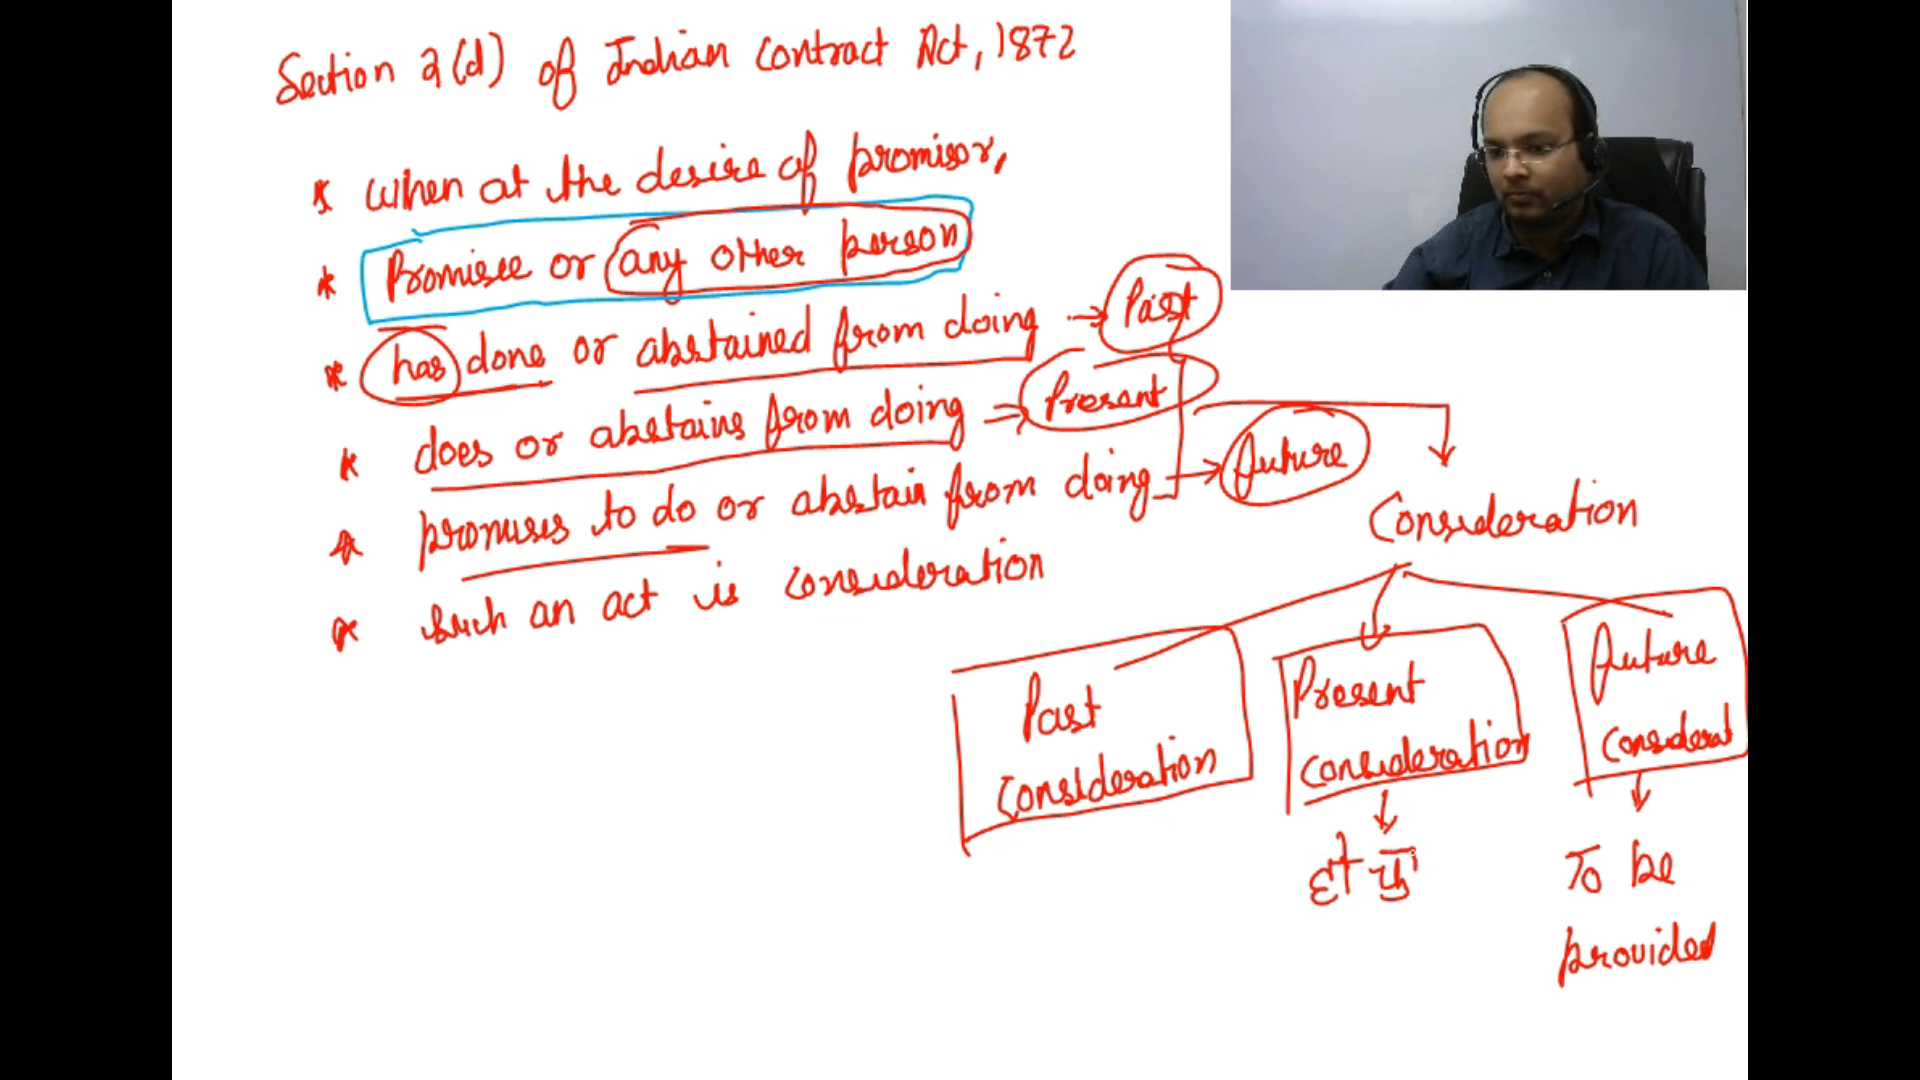 Section 2(d) of Indian Contract Act, 1872
* When at the desire of promisor,
* Promisee or any other person
* has done or abstained from doing → Past
* does or abstains from doing → Present
* promises to do or abstain from doing → future
* such an act is consideration
Consideration
Past
Consideration
Present
consideration
future
Considerat
To be
provided